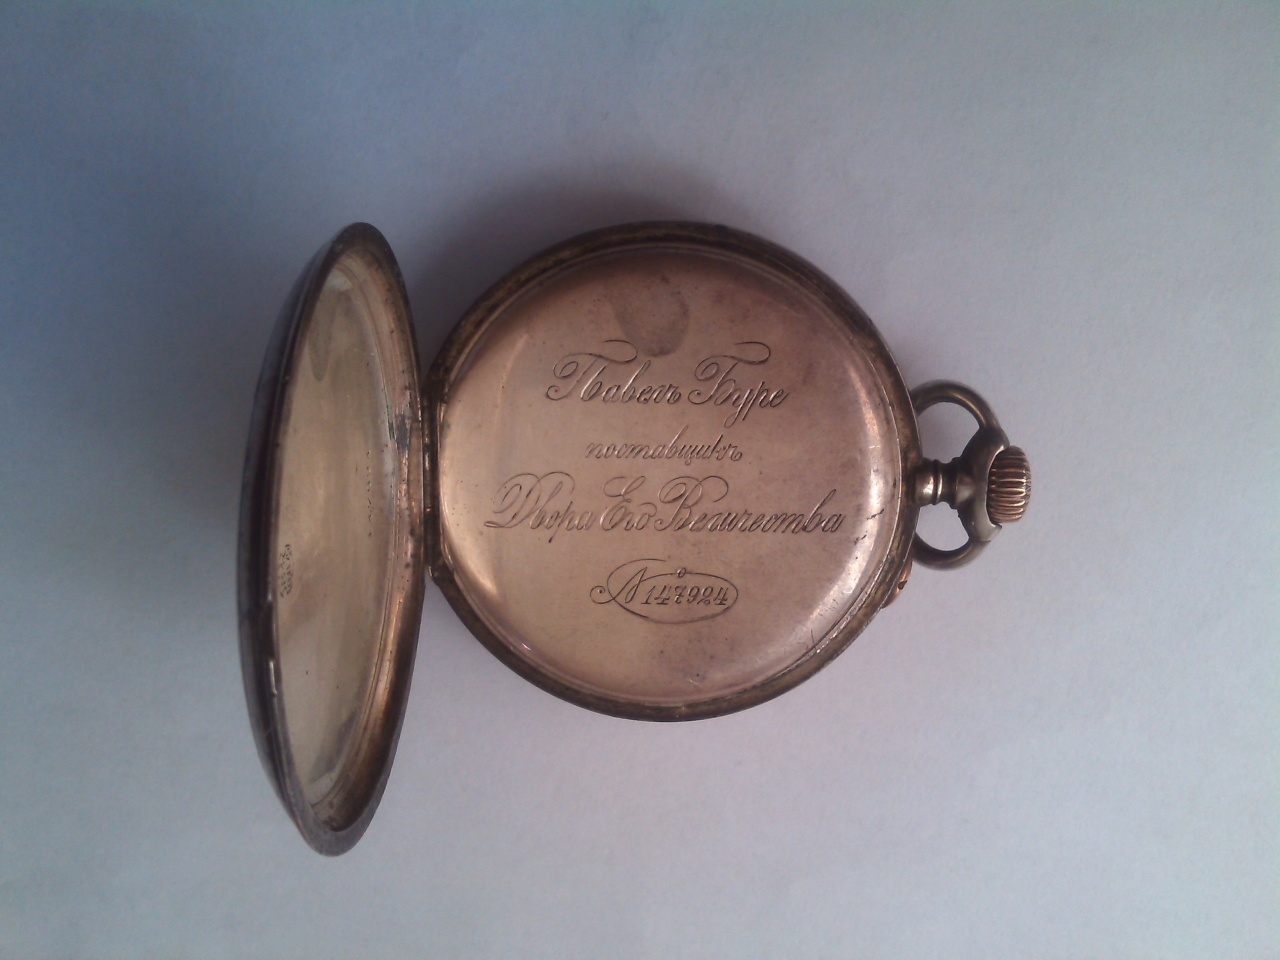 Павелъ Буре
поставщикъ
Двора Его Величества
№ 147924